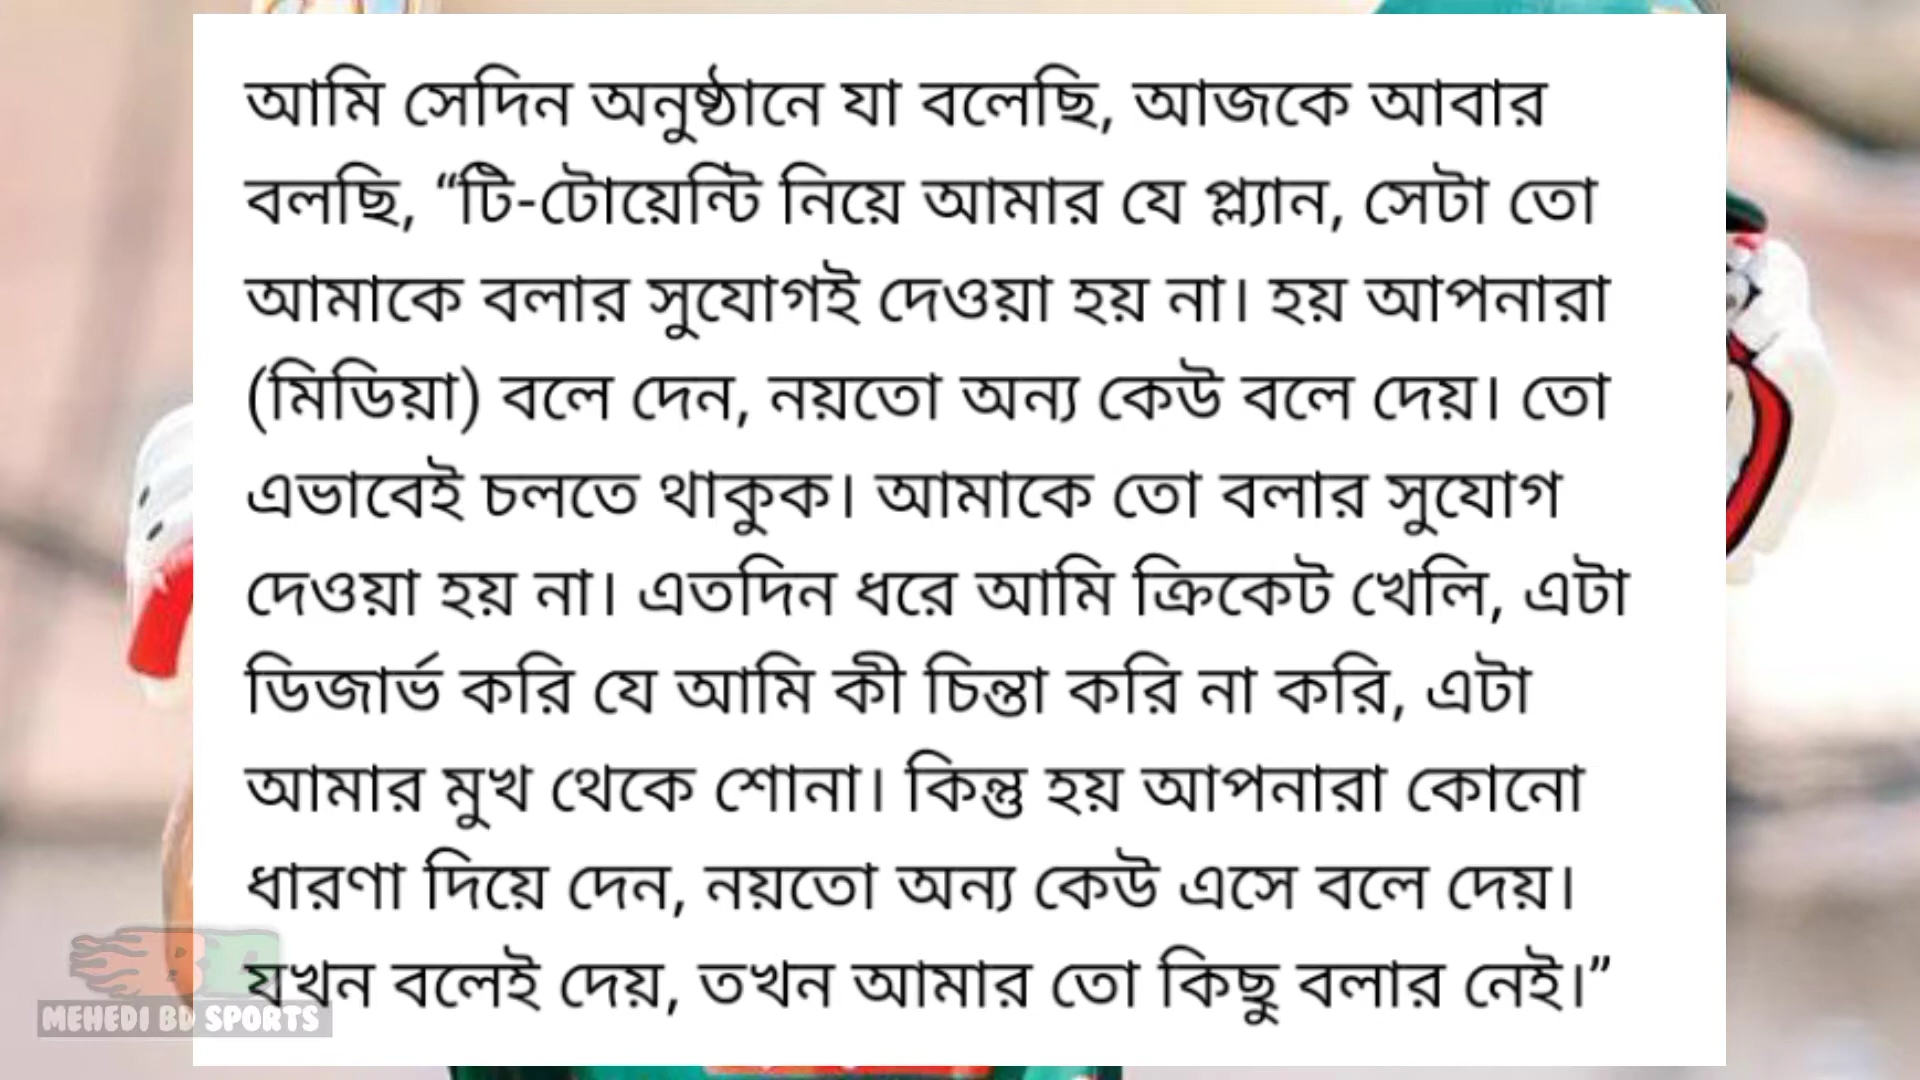 আমি সেদিন অনুষ্ঠানে যা বলেছি, আজকে আবার
বলছি, “টি-টোয়েন্টি নিয়ে আমার যে প্ল্যান, সেটা তো
আমাকে বলার সুযোগই দেওয়া হয় না। হয় আপনারা
(মিডিয়া) বলে দেন, নয়তো অন্য কেউ বলে দেয়। তো
এভাবেই চলতে থাকুক। আমাকে তো বলার সুযোগ
দেওয়া হয় না। এতদিন ধরে আমি ক্রিকেট খেলি, এটা
ডিজার্ভ করি যে আমি কী চিন্তা করি না করি, এটা
আমার মুখ থেকে শোনা। কিন্তু হয় আপনারা কোনো
ধারণা দিয়ে দেন, নয়তো অন্য কেউ এসে বলে দেয়।
যখন বলেই দেয়, তখন আমার তো কিছু বলার নেই।”
MEHEDI BD SPORTS